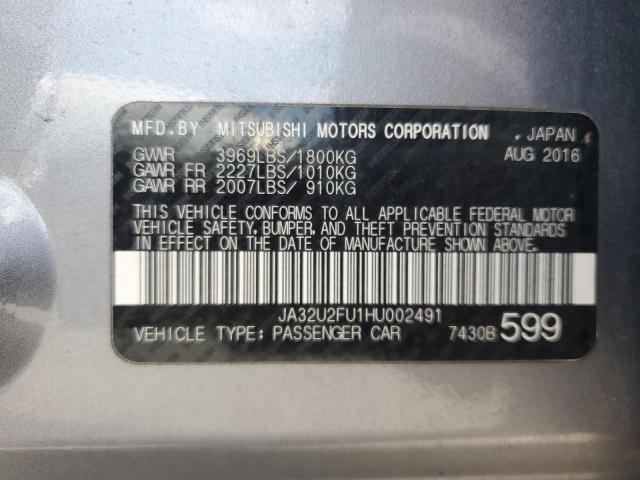 MFD.BY MITSUBISHI MOTORS CORPORATION . JAPAN
GVWR 3969LBS/1800KG AUG 2016
GAWR FR 2227LBS/1010KG
GAWR RR 2007LBS/ 910KG
THIS VEHICLE CONFORMS TO ALL APPLICABLE FEDERAL MOTOR
VEHICLE SAFETY, BUMPER, AND THEFT PREVENTION STANDARDS
IN EFFECT ON THE DATE OF MANUFACTURE SHOWN ABOVE.
JA32U2FU1HU002491
VEHICLE TYPE: PASSENGER CAR 7430B 599